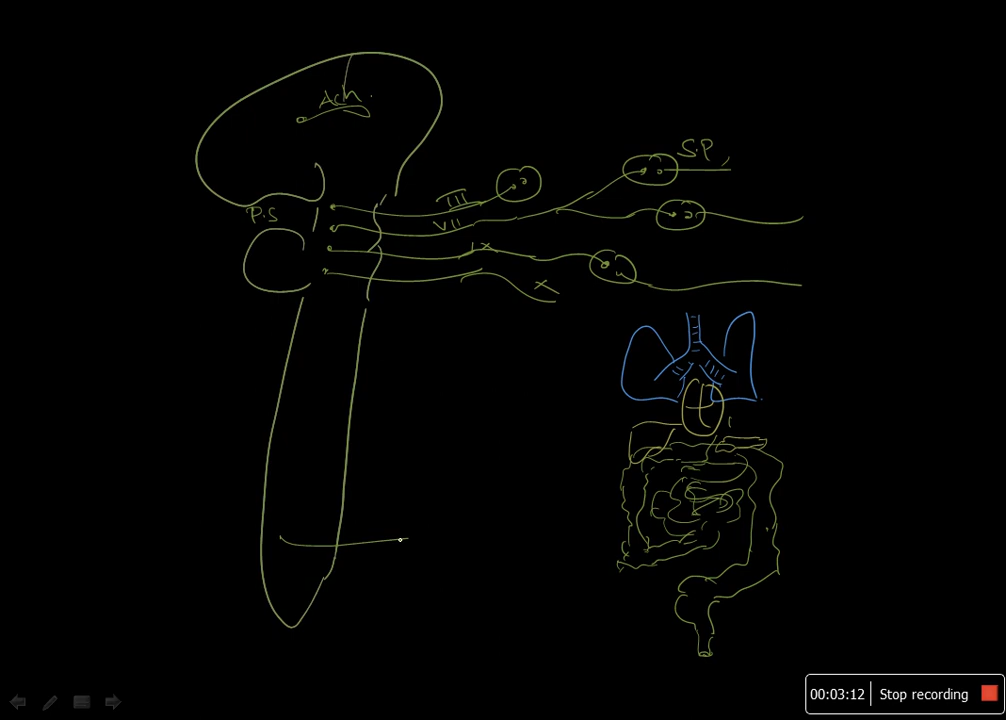 Ach.
S.P,
III
P.S
VII
IX
X
00:03:12 Stop recording